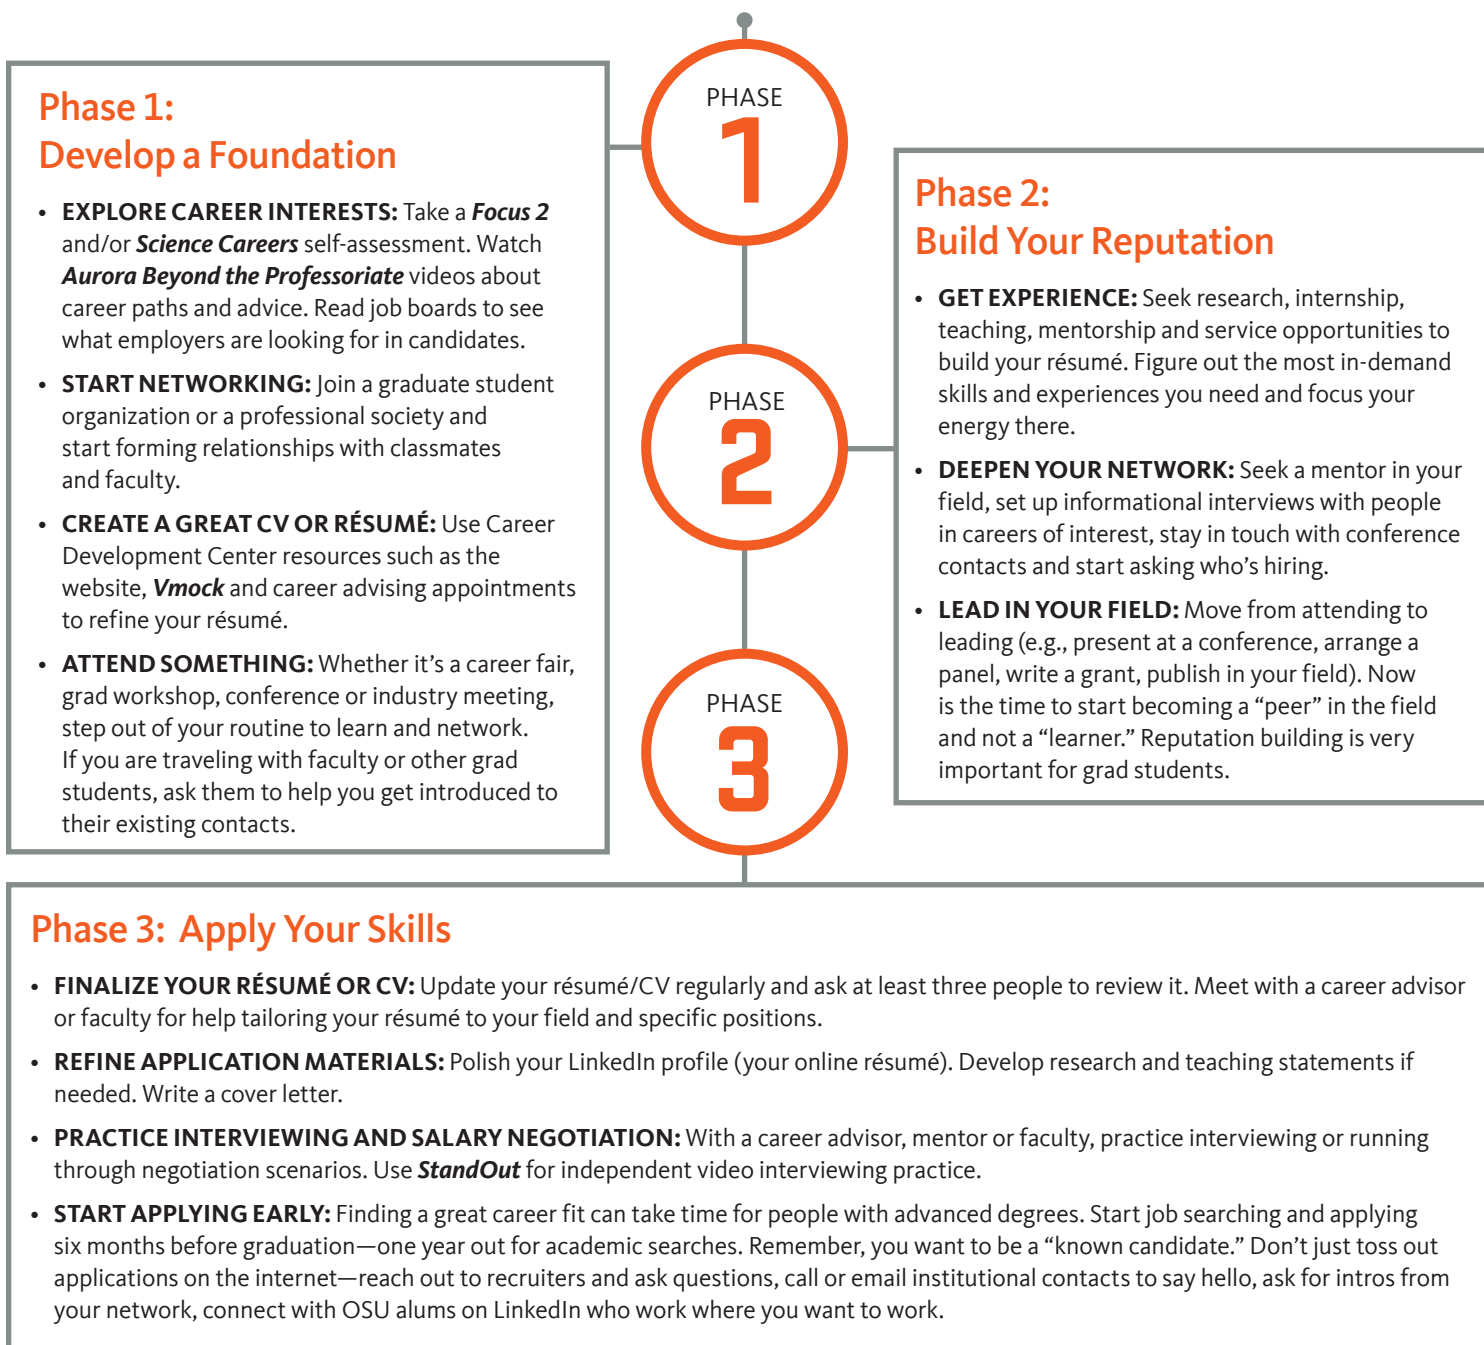 PHASE
1
Phase 1:
Develop a Foundation
• EXPLORE CAREER INTERESTS: Take a Focus 2
and/or Science Careers self-assessment. Watch
Aurora Beyond the Professoriate videos about
career paths and advice. Read job boards to see
what employers are looking for in candidates.
• START NETWORKING: Join a graduate student
organization or a professional society and
start forming relationships with classmates
and faculty.
• CREATE A GREAT CV OR RÉSUMÉ: Use Career
Development Center resources such as the
website, Vmock and career advising appointments
to refine your résumé.
• ATTEND SOMETHING: Whether it’s a career fair,
grad workshop, conference or industry meeting,
step out of your routine to learn and network.
If you are traveling with faculty or other grad
students, ask them to help you get introduced to
their existing contacts.
PHASE
2
Phase 2:
Build Your Reputation
• GET EXPERIENCE: Seek research, internship,
teaching, mentorship and service opportunities to
build your résumé. Figure out the most in-demand
skills and experiences you need and focus your
energy there.
• DEEPEN YOUR NETWORK: Seek a mentor in your
field, set up informational interviews with people
in careers of interest, stay in touch with conference
contacts and start asking who’s hiring.
• LEAD IN YOUR FIELD: Move from attending to
leading (e.g., present at a conference, arrange a
panel, write a grant, publish in your field). Now
is the time to start becoming a “peer” in the field
and not a “learner.” Reputation building is very
important for grad students.
PHASE
3
Phase 3: Apply Your Skills
• FINALIZE YOUR RÉSUMÉ OR CV: Update your résumé/CV regularly and ask at least three people to review it. Meet with a career advisor
or faculty for help tailoring your résumé to your field and specific positions.
• REFINE APPLICATION MATERIALS: Polish your LinkedIn profile (your online résumé). Develop research and teaching statements if
needed. Write a cover letter.
• PRACTICE INTERVIEWING AND SALARY NEGOTIATION: With a career advisor, mentor or faculty, practice interviewing or running
through negotiation scenarios. Use StandOut for independent video interviewing practice.
• START APPLYING EARLY: Finding a great career fit can take time for people with advanced degrees. Start job searching and applying
six months before graduation—one year out for academic searches. Remember, you want to be a “known candidate.” Don’t just toss out
applications on the internet—reach out to recruiters and ask questions, call or email institutional contacts to say hello, ask for intros from
your network, connect with OSU alums on LinkedIn who work where you want to work.